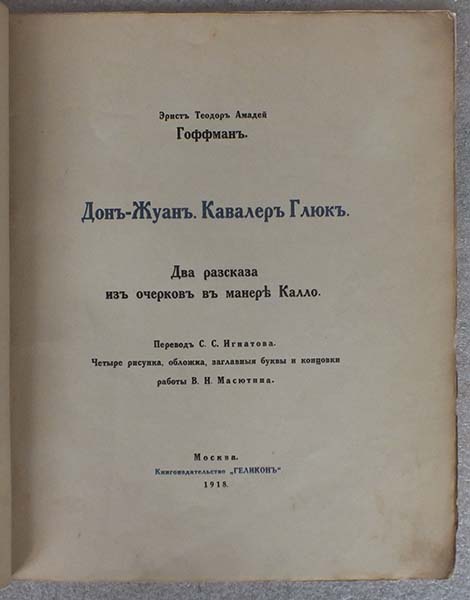 Эрнстъ Теодоръ Амадей
Гоффманъ.
Донъ-Жуанъ. Кавалеръ Глюкъ.
Два разсказа
изъ очерковъ въ манерѣ Калло.
Переводъ С. С. Игнатова.
Четыре рисунка, обложка, заглавныя буквы и концовки
работы В. Н. Масютина.
Москва.
Книгоиздательство „ГЕЛИКОНЪ“
1918.